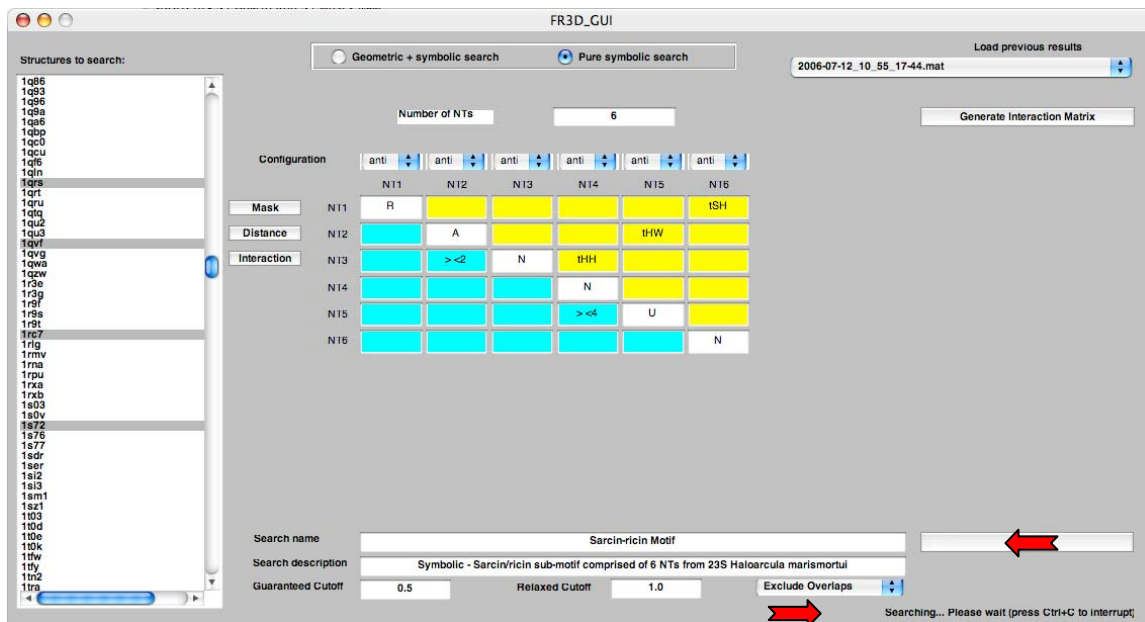 FR3D_GUI
Structures to search:
1q86
1q93
1q96
1q9a
1qa6
1qbp
1qc0
1qcu
1qf6
1qln
1qrs
1qrt
1qru
1qtq
1qu2
1qu3
1qvf
1qvg
1qwa
1qzw
1r3e
1r3g
1r9f
1r9s
1r9t
1rc7
1rlg
1rmv
1rna
1rpu
1rxa
1rxb
1s03
1s0v
1s72
1s76
1s77
1sdr
1ser
1si2
1si3
1sm1
1sz1
1t03
1t0d
1t0e
1t0k
1tfw
1tfy
1tn2
1tra
Geometric + symbolic search
Pure symbolic search
Load previous results
2006-07-12_10_55_17-44.mat
Number of NTs 6
Generate Interaction Matrix
Configuration anti anti anti anti anti anti
NT1 NT2 NT3 NT4 NT5 NT6
Mask NT1 R tSH
Distance NT2 A tHW
Interaction NT3 ><2 N tHH
NT4 N
NT5 ><4 U
NT6 N
Search name Sarcin-ricin Motif
Search description Symbolic - Sarcin/ricin sub-motif comprised of 6 NTs from 23S Haloarcula marismortui
Guaranteed Cutoff 0.5 Relaxed Cutoff 1.0 Exclude Overlaps
Searching... Please wait (press Ctrl+C to interrupt)